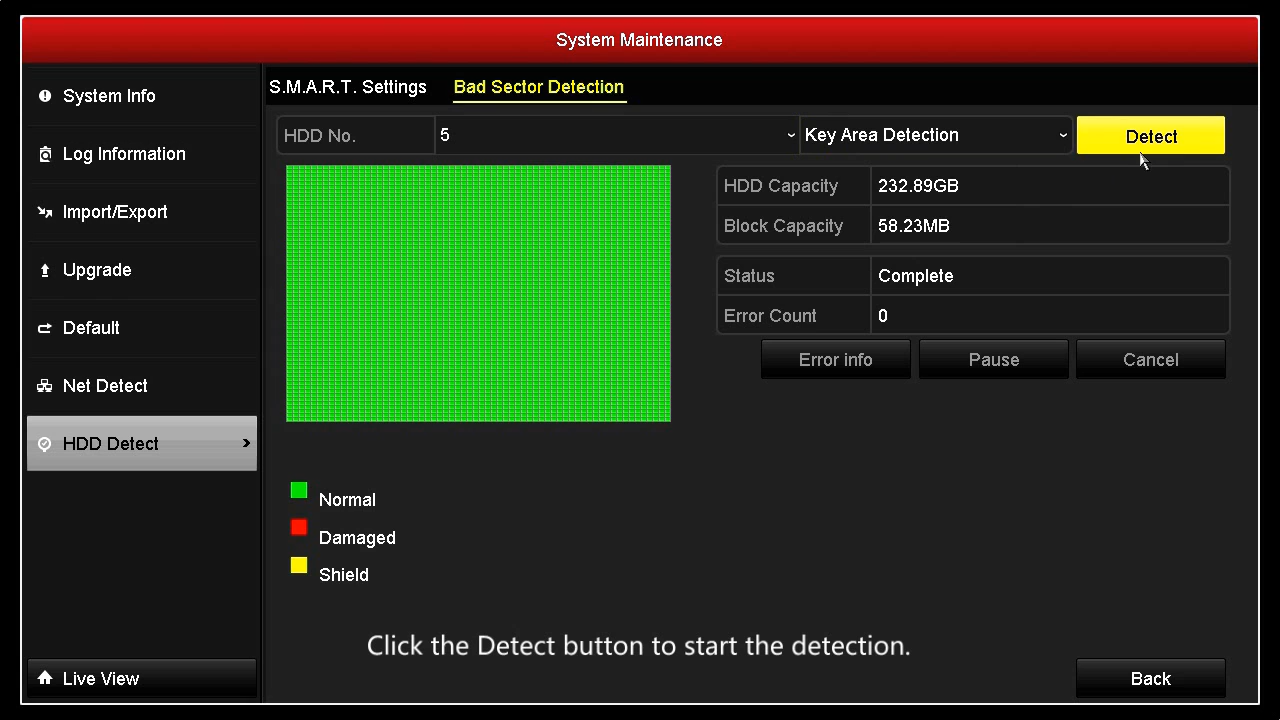 System Maintenance
System Info
Log Information
Import/Export
Upgrade
Default
Net Detect
HDD Detect
Live View
S.M.A.R.T. Settings Bad Sector Detection
HDD No. 5 Key Area Detection Detect
HDD Capacity 232.89GB
Block Capacity 58.23MB
Status Complete
Error Count 0
Error info Pause Cancel
Normal
Damaged
Shield
Click the Detect button to start the detection.
Back